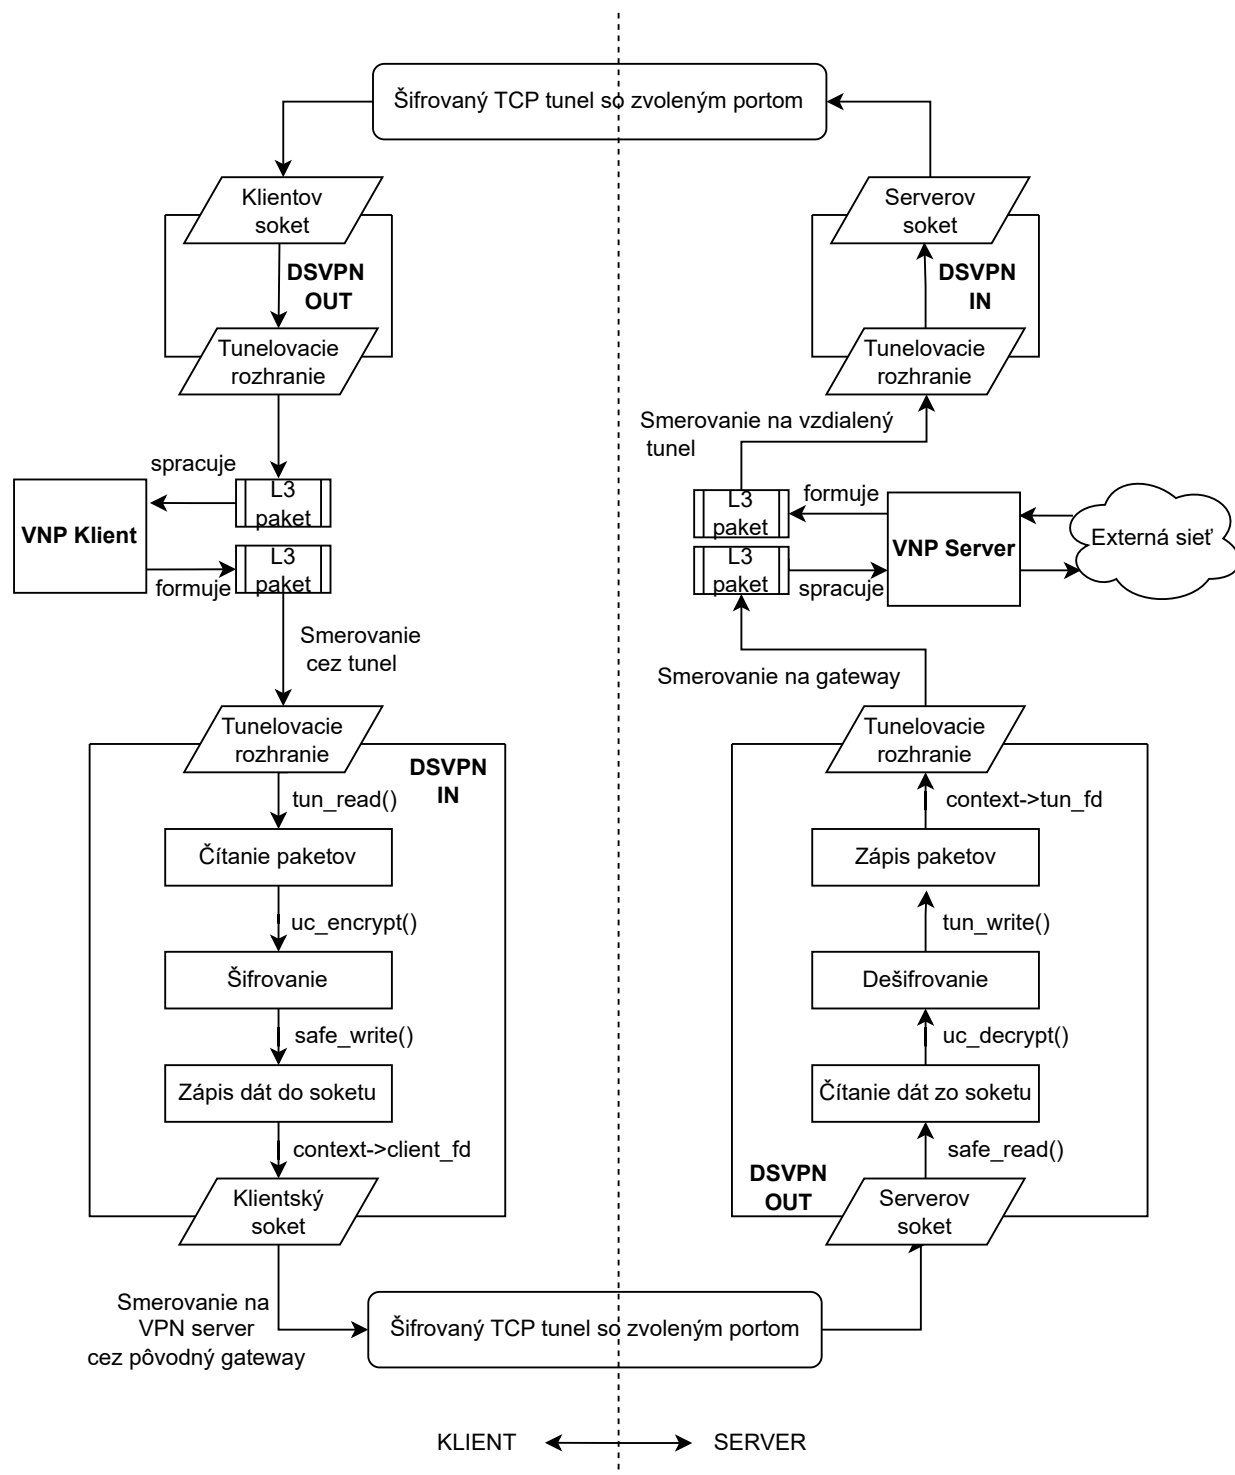 Šifrovaný TCP tunel so zvoleným portom
Klientov
soket
DSVPN
OUT
Tunelovacie
rozhranie
Serverov
soket
DSVPN
IN
Tunelovacie
rozhranie
Smerovanie na vzdialený
tunel
spracuje
L3
paket
VNP Klient
formuje
L3
paket
L3
paket
formuje
VNP Server
Externá sieť
L3
paket
spracuje
Smerovanie
cez tunel
Smerovanie na gateway
Tunelovacie
rozhranie
DSVPN
IN
tun_read()
Čítanie paketov
uc_encrypt()
Šifrovanie
safe_write()
Zápis dát do soketu
context->client_fd
Klientský
soket
Tunelovacie
rozhranie
context->tun_fd
Zápis paketov
tun_write()
Dešifrovanie
uc_decrypt()
Čítanie dát zo soketu
safe_read()
DSVPN
OUT
Serverov
soket
Smerovanie na
VPN server
cez pôvodný gateway
Šifrovaný TCP tunel so zvoleným portom
KLIENT
SERVER